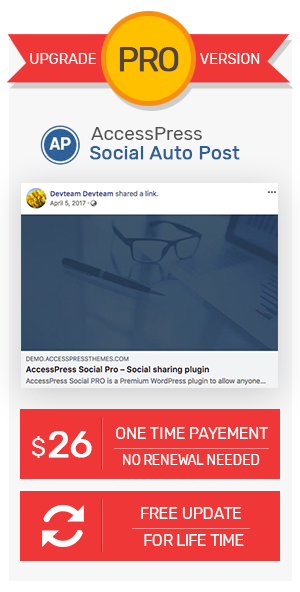 UPGRADE PRO VERSION
AP
AccessPress
Social Auto Post
Devteam Devteam shared a link.
April 5, 2017 ·
DEMO.ACCESSPRESSTHEMES.COM
AccessPress Social Pro – Social sharing plugin
AccessPress Social PRO is a Premium WordPress plugin to allow anyone...
$26
ONE TIME PAYEMENT
NO RENEWAL NEEDED
FREE UPDATE
FOR LIFE TIME